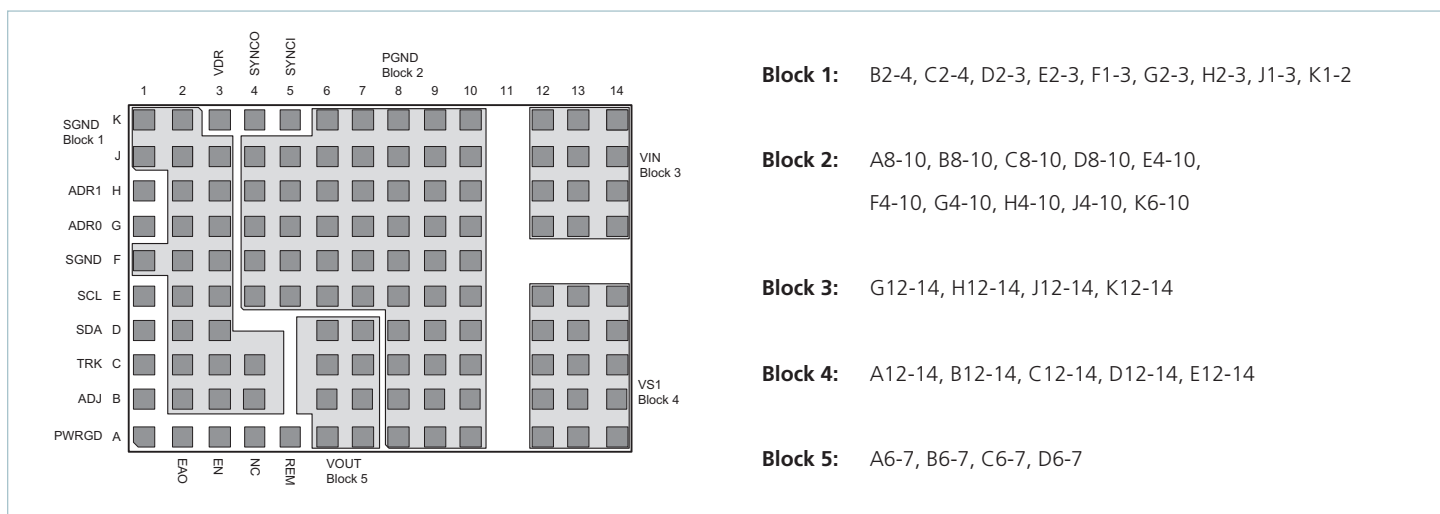 VDR
SYNCO
SYNCI
PGND
Block 2
1 2 3 4 5 6 7 8 9 10 11 12 13 14
SGND
Block 1
K
J
ADR1 H
ADR0 G
SGND F
SCL E
SDA D
TRK C
ADJ B
PWRGD A
VIN
Block 3
VS1
Block 4
EAO
EN
NC
REM
VOUT
Block 5
Block 1: B2-4, C2-4, D2-3, E2-3, F1-3, G2-3, H2-3, J1-3, K1-2
Block 2: A8-10, B8-10, C8-10, D8-10, E4-10,
F4-10, G4-10, H4-10, J4-10, K6-10
Block 3: G12-14, H12-14, J12-14, K12-14
Block 4: A12-14, B12-14, C12-14, D12-14, E12-14
Block 5: A6-7, B6-7, C6-7, D6-7